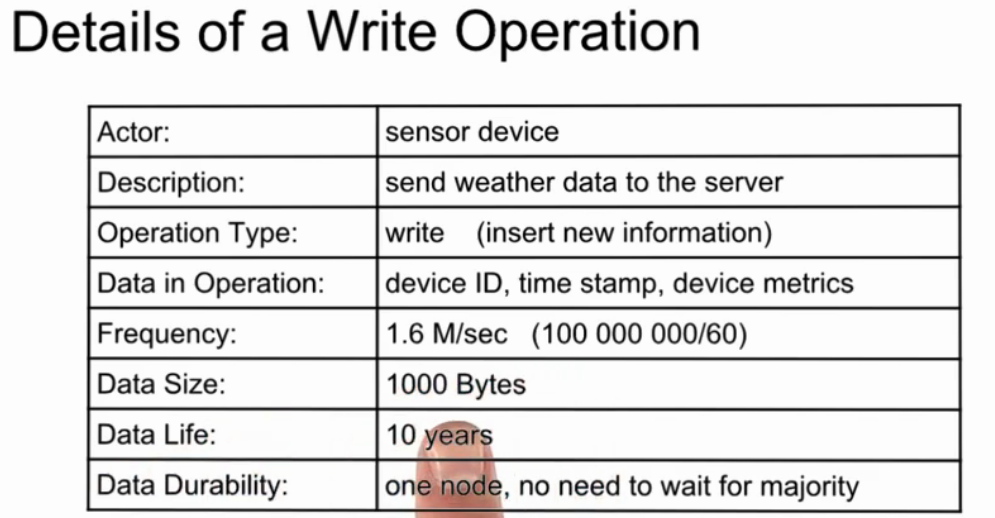 Details of a Write Operation
Actor: sensor device
Description: send weather data to the server
Operation Type: write (insert new information)
Data in Operation: device ID, time stamp, device metrics
Frequency: 1.6 M/sec (100 000 000/60)
Data Size: 1000 Bytes
Data Life: 10 years
Data Durability: one node, no need to wait for majority